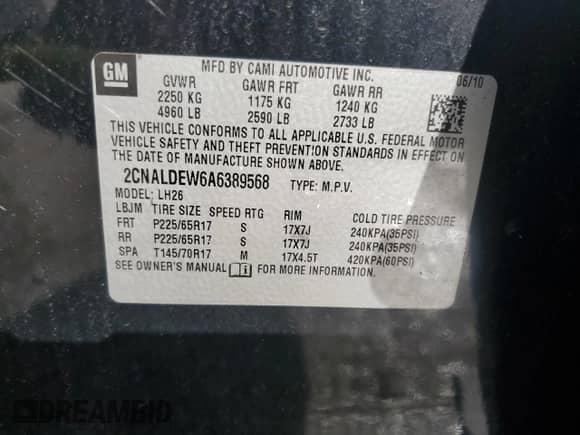 GM
MFD BY CAMI AUTOMOTIVE INC. 06/10
GVWR GAWR FRT GAWR RR
2250 KG 1175 KG 1240 KG
4960 LB 2590 LB 2733 LB
THIS VEHICLE CONFORMS TO ALL APPLICABLE U.S. FEDERAL MOTOR
VEHICLE SAFETY AND THEFT PREVENTION STANDARDS IN EFFECT ON
THE DATE OF MANUFACTURE SHOWN ABOVE.
2CNALDEW6A6389568 TYPE: M.P.V.
MODEL: LH26
LBJM TIRE SIZE SPEED RTG RIM COLD TIRE PRESSURE
FRT P225/65R17 S 17X7J 240KPA(35PSI)
RR P225/65R17 S 17X7J 240KPA(35PSI)
SPA T145/70R17 M 17X4.5T 420KPA(60PSI)
SEE OWNER'S MANUAL FOR MORE INFORMATION.
DREAMBID